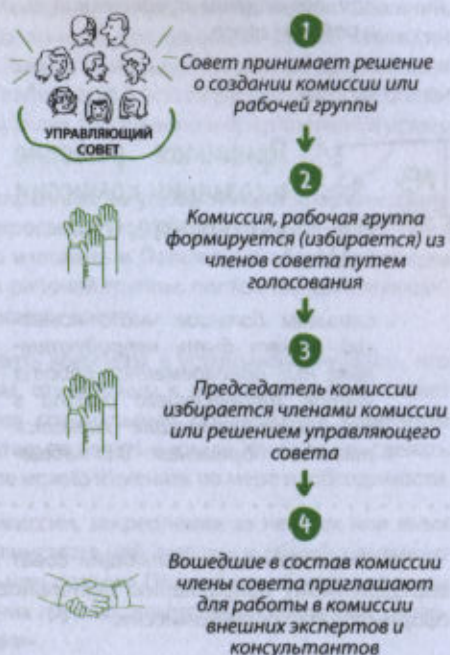 1
Совет принимает решение
о создании комиссии или
рабочей группы
УПРАВЛЯЮЩИЙ
СОВЕТ
2
Комиссия, рабочая группа
формируется (избирается) из
членов совета путем
голосования
3
Председатель комиссии
избирается членами комиссии
или решением управляющего
совета
4
Вошедшие в состав комиссии
члены совета приглашают
для работы в комиссии
внешних экспертов и
консультантов